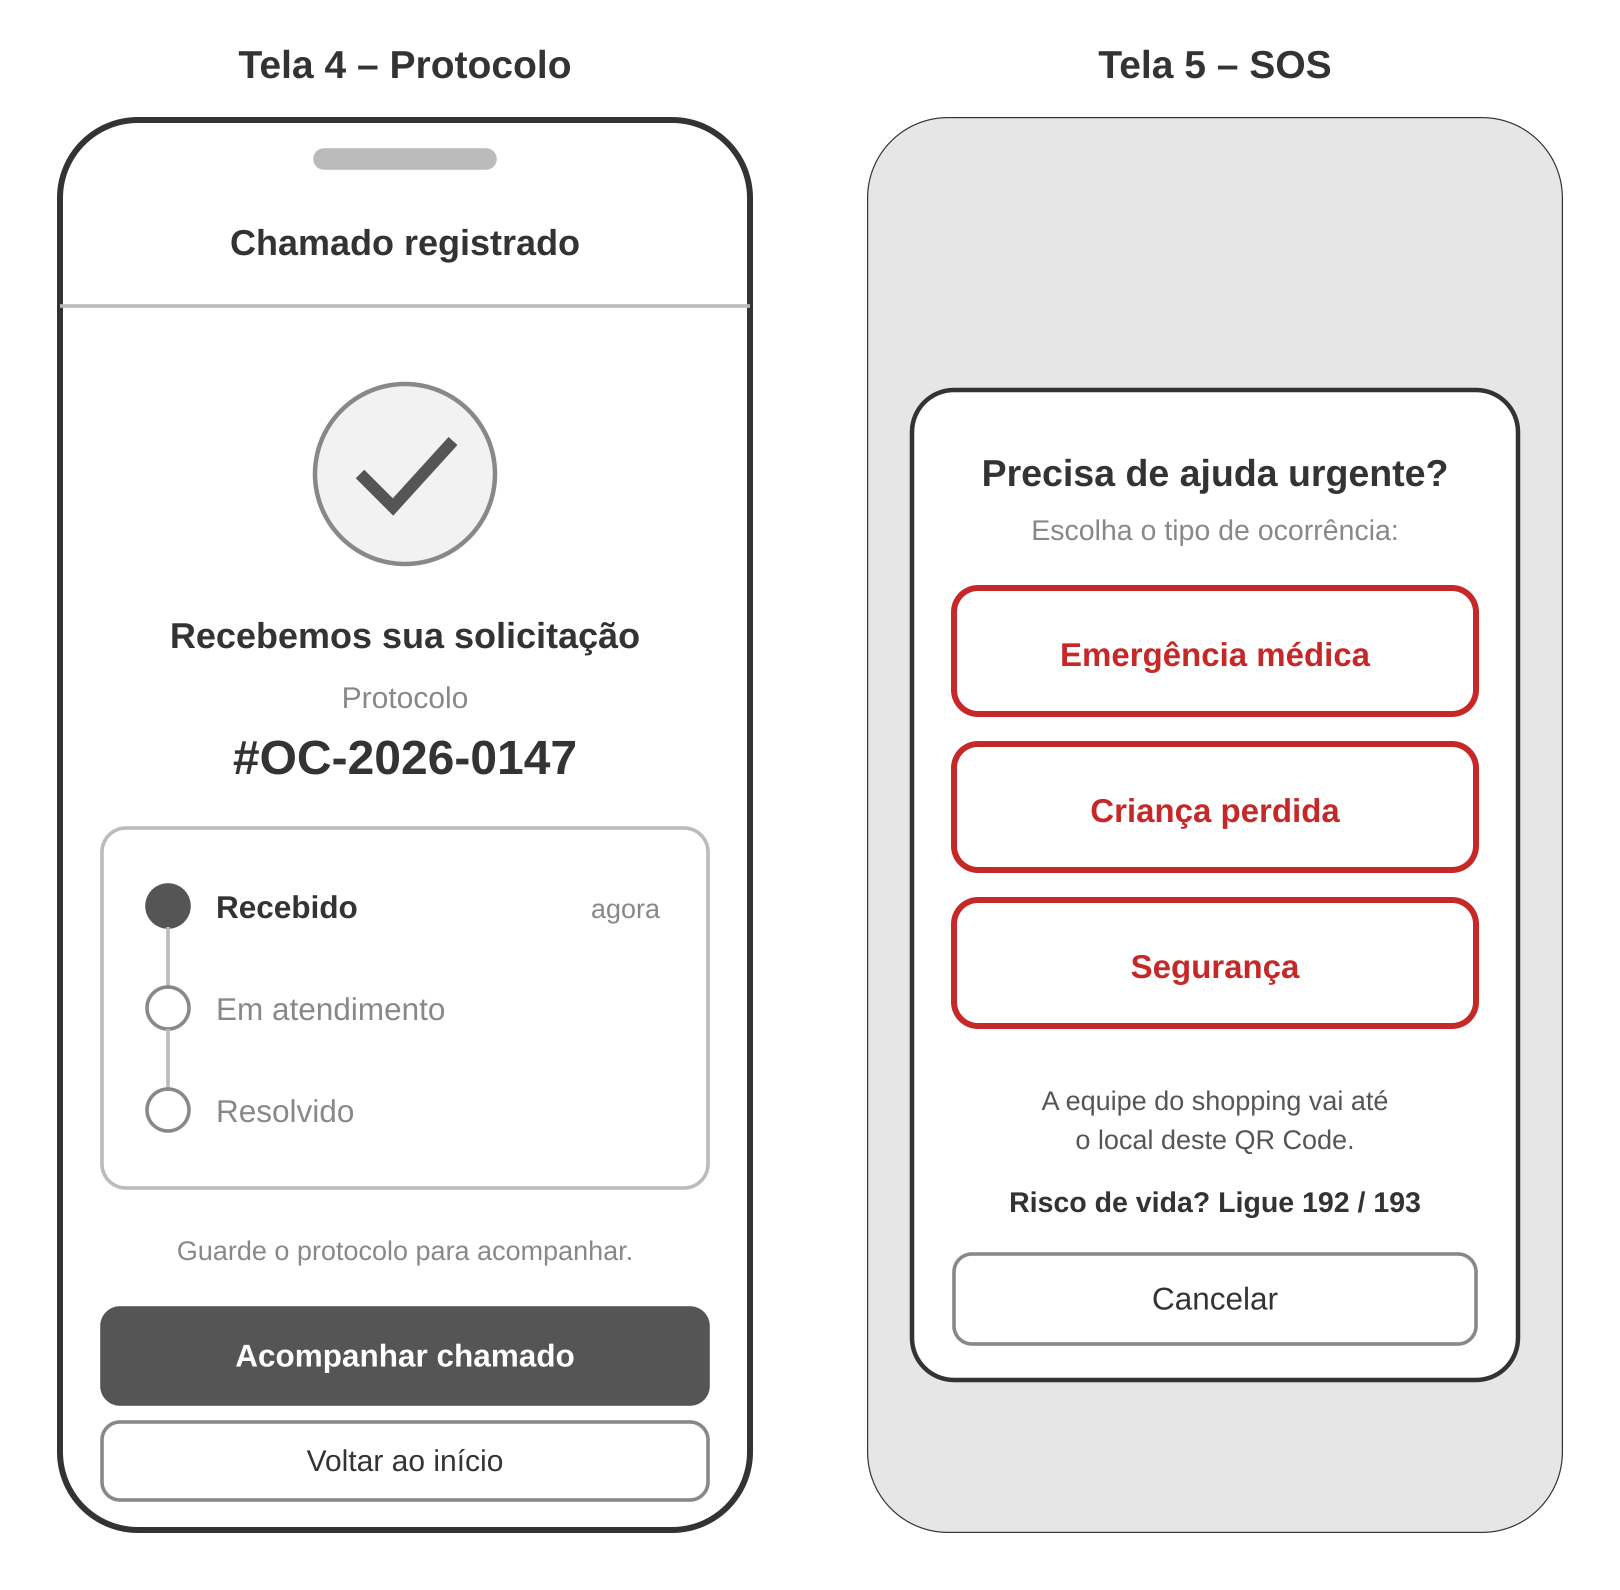 Tela 4 – Protocolo
Chamado registrado
Recebemos sua solicitação
Protocolo
#OC-2026-0147
Recebido agora
Em atendimento
Resolvido
Guarde o protocolo para acompanhar.
Acompanhar chamado
Voltar ao início
Tela 5 – SOS
Precisa de ajuda urgente?
Escolha o tipo de ocorrência:
Emergência médica
Criança perdida
Segurança
A equipe do shopping vai até
o local deste QR Code.
Risco de vida? Ligue 192 / 193
Cancelar